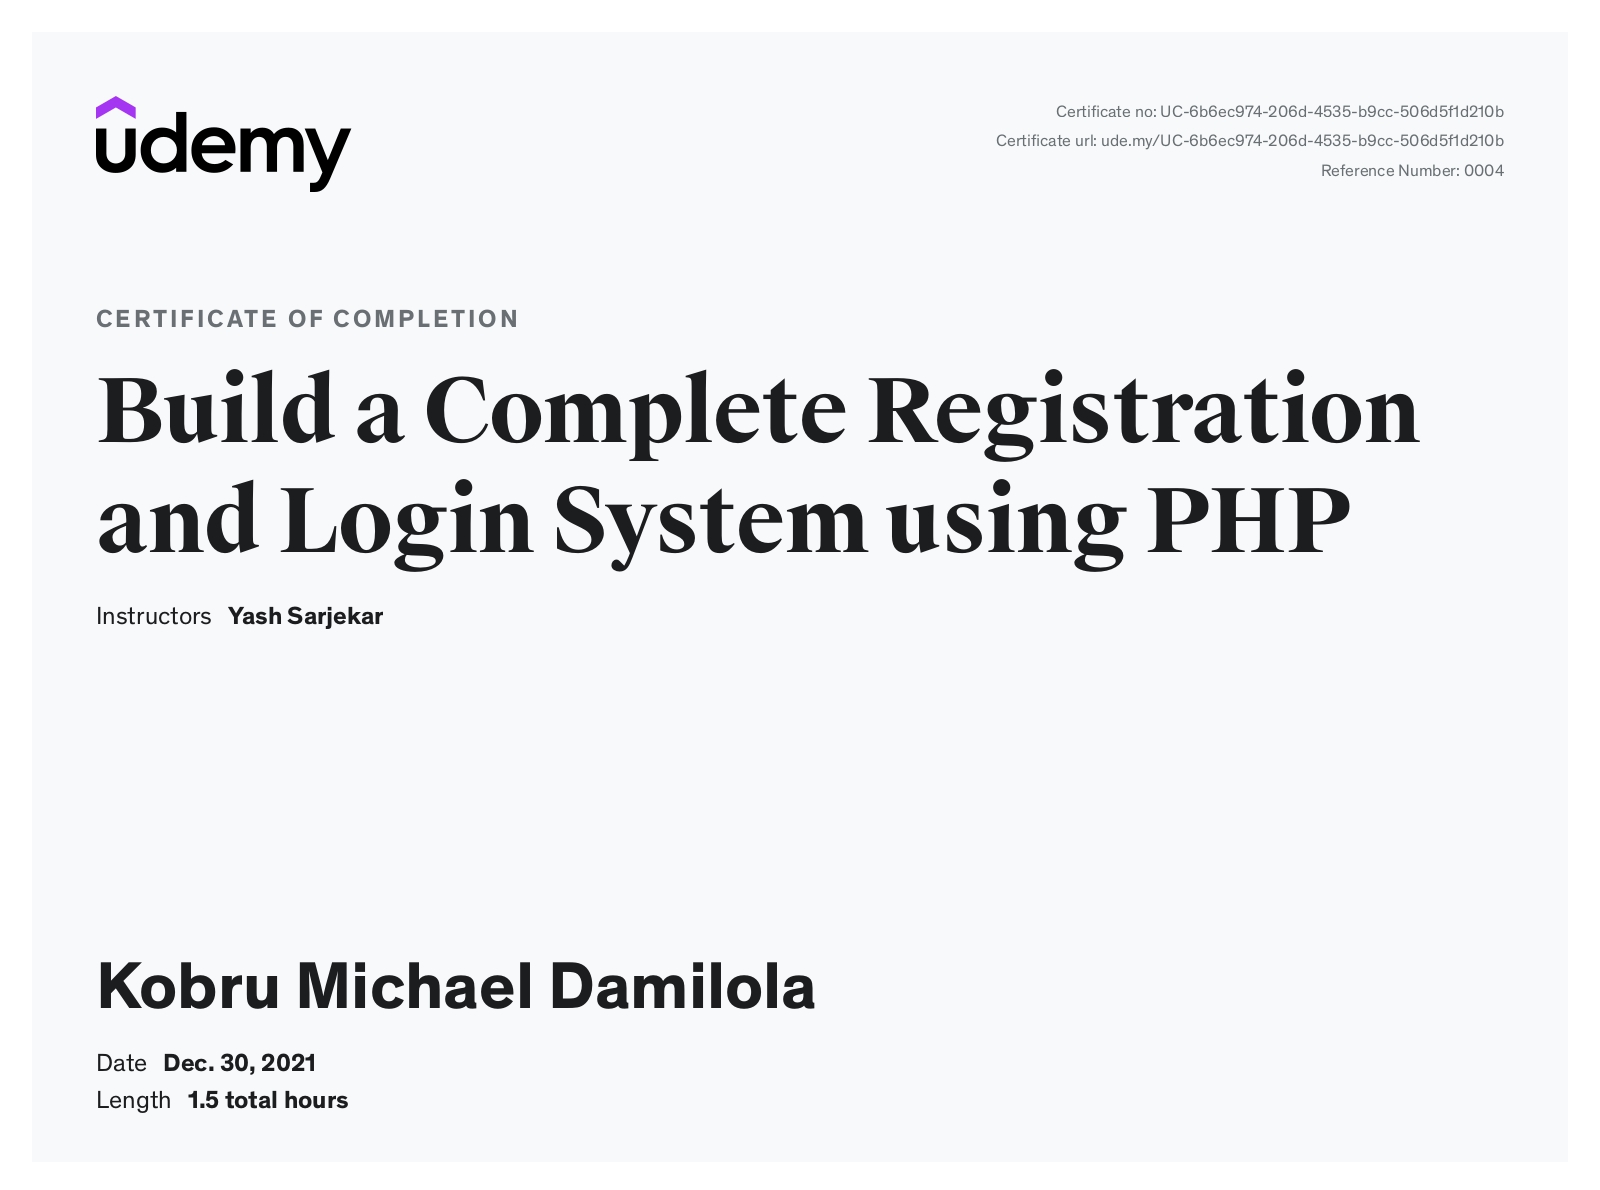 udemy
Certificate no: UC-6b6ec974-206d-4535-b9cc-506d5f1d210b
Certificate url: ude.my/UC-6b6ec974-206d-4535-b9cc-506d5f1d210b
Reference Number: 0004
CERTIFICATE OF COMPLETION
Build a Complete Registration
and Login System using PHP
Instructors Yash Sarjekar
Kobru Michael Damilola
Date Dec. 30, 2021
Length 1.5 total hours